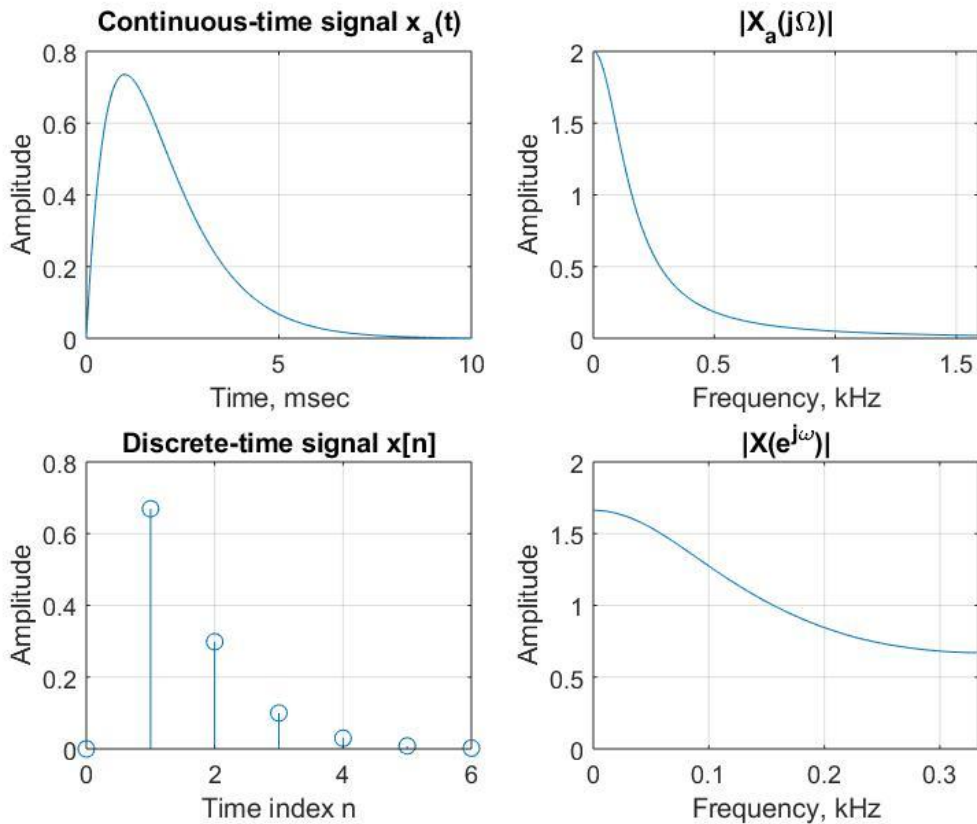 Continuous-time signal x_a(t)
0.8
0.6
0.4
0.2
0
Amplitude
0 5 10
Time, msec
|X_a(jΩ)|
2
1.5
1
0.5
0
Amplitude
0 0.5 1 1.5
Frequency, kHz
Discrete-time signal x[n]
0.8
0.6
0.4
0.2
0
Amplitude
0 2 4 6
Time index n
|X(e^{jω})|
2
1.5
1
0.5
0
Amplitude
0 0.1 0.2 0.3
Frequency, kHz